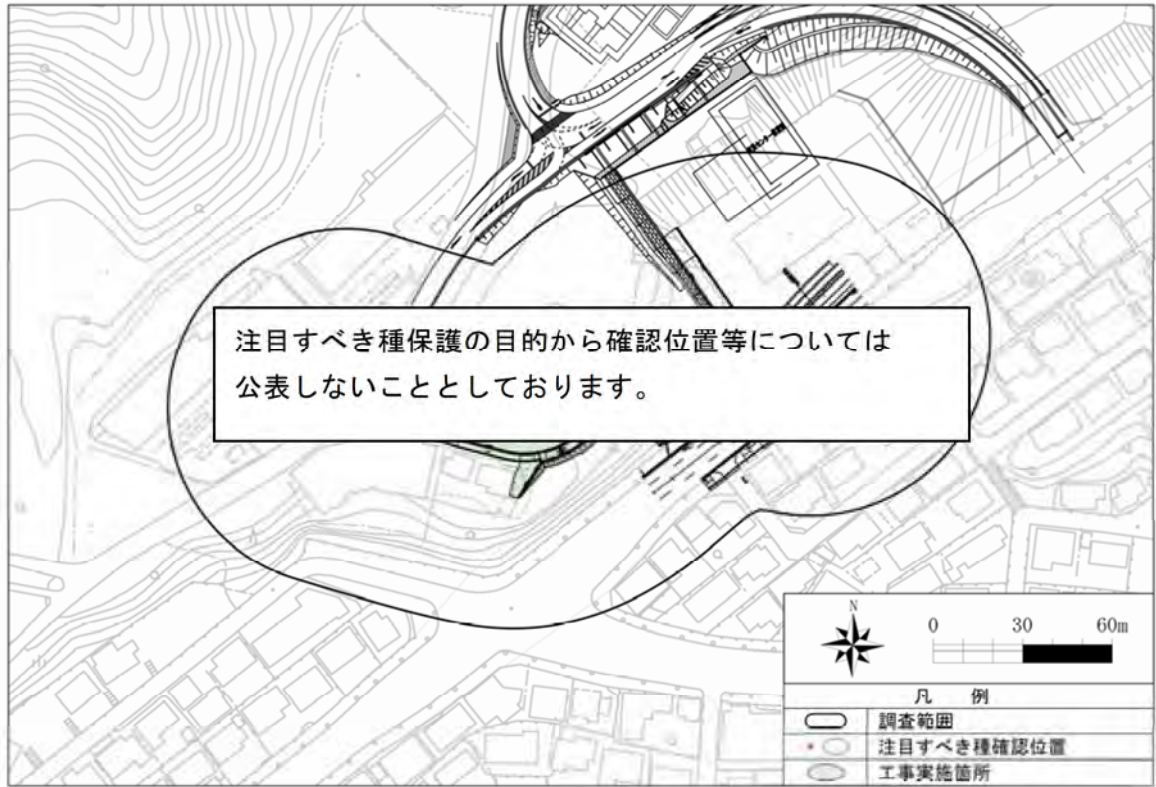 注目すべき種保護の目的から確認位置等については
公表しないこととしております。
N
0 30 60m
凡 例
調査範囲
注目すべき種確認位置
工事実施箇所